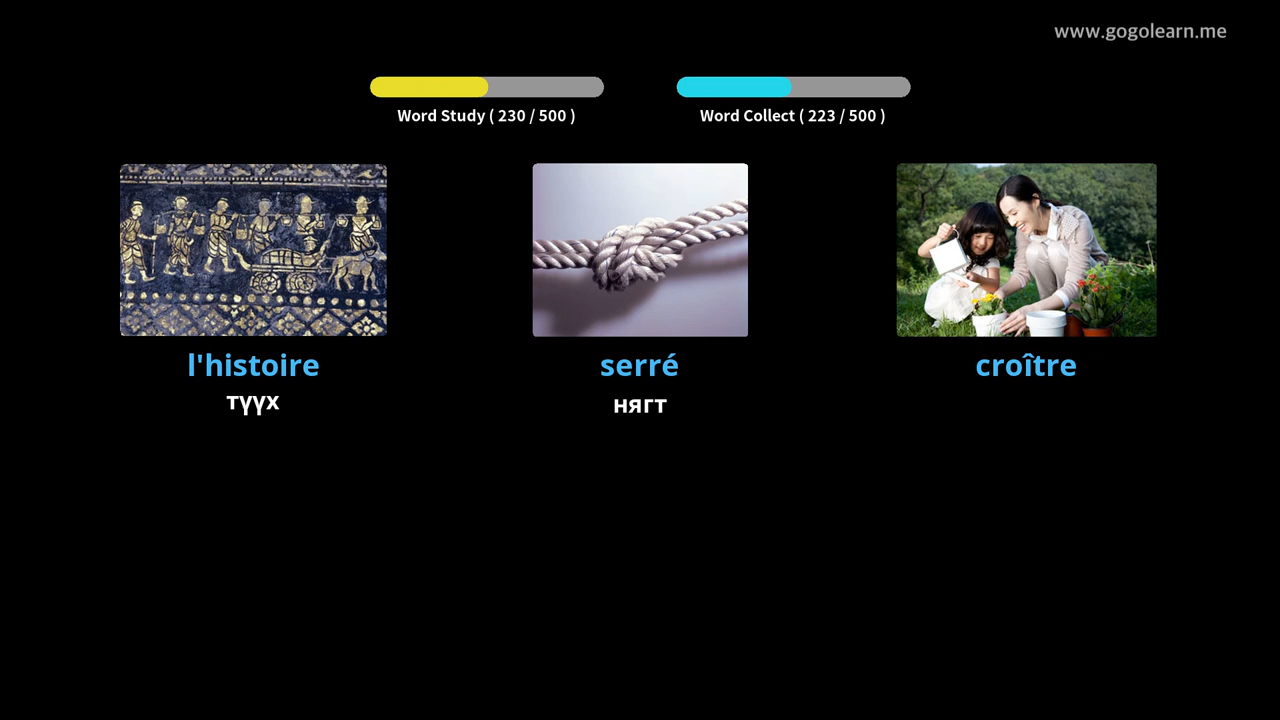 www.gogolearn.me
Word Study ( 230 / 500 )
Word Collect ( 223 / 500 )
l'histoire
түүх
serré
нягт
croître